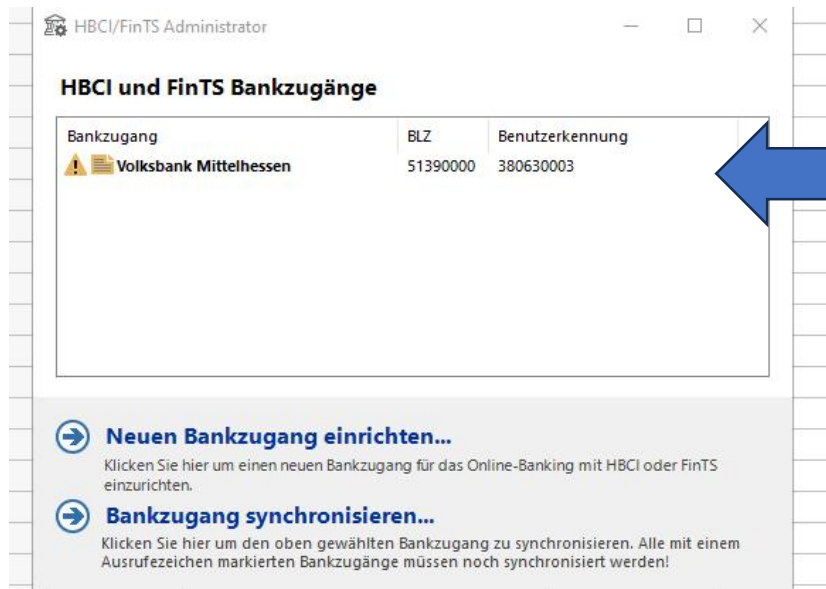 HBCI/FinTS Administrator
HBCI und FinTS Bankzugänge
Bankzugang BLZ Benutzerkennung
Volksbank Mittelhessen 51390000 380630003
Neuen Bankzugang einrichten...
Klicken Sie hier um einen neuen Bankzugang für das Online-Banking mit HBCI oder FinTS
einzurichten.
Bankzugang synchronisieren...
Klicken Sie hier um den oben gewählten Bankzugang zu synchronisieren. Alle mit einem
Ausrufezeichen markierten Bankzugänge müssen noch synchronisiert werden!